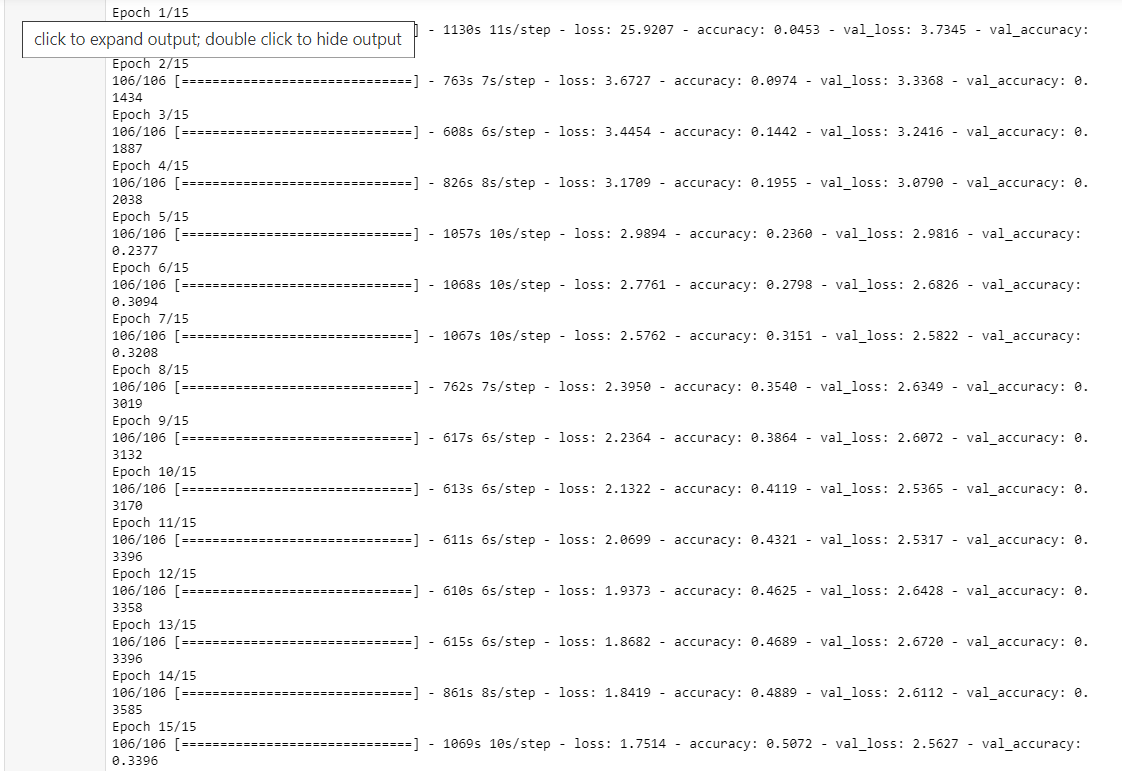 Epoch 1/15
click to expand output; double click to hide output
] - 1130s 11s/step - loss: 25.9207 - accuracy: 0.0453 - val_loss: 3.7345 - val_accuracy:
Epoch 2/15
106/106 [==============================] - 763s 7s/step - loss: 3.6727 - accuracy: 0.0974 - val_loss: 3.3368 - val_accuracy: 0.
1434
Epoch 3/15
106/106 [==============================] - 608s 6s/step - loss: 3.4454 - accuracy: 0.1442 - val_loss: 3.2416 - val_accuracy: 0.
1887
Epoch 4/15
106/106 [==============================] - 826s 8s/step - loss: 3.1709 - accuracy: 0.1955 - val_loss: 3.0790 - val_accuracy: 0.
2038
Epoch 5/15
106/106 [==============================] - 1057s 10s/step - loss: 2.9894 - accuracy: 0.2360 - val_loss: 2.9816 - val_accuracy:
0.2377
Epoch 6/15
106/106 [==============================] - 1068s 10s/step - loss: 2.7761 - accuracy: 0.2798 - val_loss: 2.6826 - val_accuracy:
0.3094
Epoch 7/15
106/106 [==============================] - 1067s 10s/step - loss: 2.5762 - accuracy: 0.3151 - val_loss: 2.5822 - val_accuracy:
0.3208
Epoch 8/15
106/106 [==============================] - 762s 7s/step - loss: 2.3950 - accuracy: 0.3540 - val_loss: 2.6349 - val_accuracy: 0.
3019
Epoch 9/15
106/106 [==============================] - 617s 6s/step - loss: 2.2364 - accuracy: 0.3864 - val_loss: 2.6072 - val_accuracy: 0.
3132
Epoch 10/15
106/106 [==============================] - 613s 6s/step - loss: 2.1322 - accuracy: 0.4119 - val_loss: 2.5365 - val_accuracy: 0.
3170
Epoch 11/15
106/106 [==============================] - 611s 6s/step - loss: 2.0699 - accuracy: 0.4321 - val_loss: 2.5317 - val_accuracy: 0.
3396
Epoch 12/15
106/106 [==============================] - 610s 6s/step - loss: 1.9373 - accuracy: 0.4625 - val_loss: 2.6428 - val_accuracy: 0.
3358
Epoch 13/15
106/106 [==============================] - 615s 6s/step - loss: 1.8682 - accuracy: 0.4689 - val_loss: 2.6720 - val_accuracy: 0.
3396
Epoch 14/15
106/106 [==============================] - 861s 8s/step - loss: 1.8419 - accuracy: 0.4889 - val_loss: 2.6112 - val_accuracy: 0.
3585
Epoch 15/15
106/106 [==============================] - 1069s 10s/step - loss: 1.7514 - accuracy: 0.5072 - val_loss: 2.5627 - val_accuracy:
0.3396